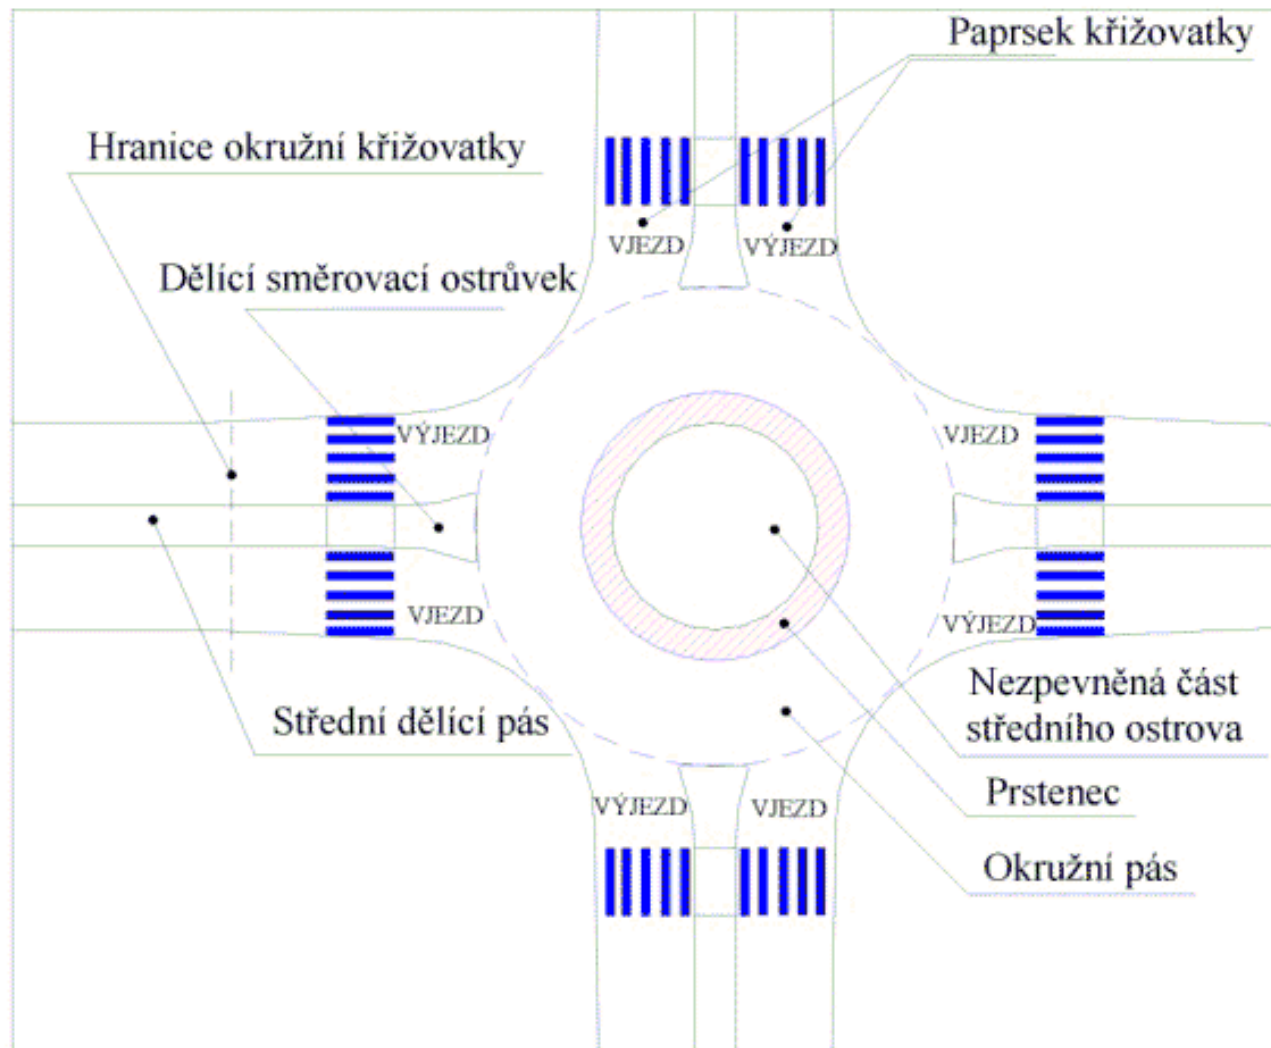 Paprsek křižovatky
Hranice okružní křižovatky
VJEZD
VÝJEZD
Dělící směrovací ostrůvek
VÝJEZD
VJEZD
VJEZD
VÝJEZD
Nezpevněná část
středního ostrova
Střední dělící pás
Prstenec
VÝJEZD
VJEZD
Okružní pás